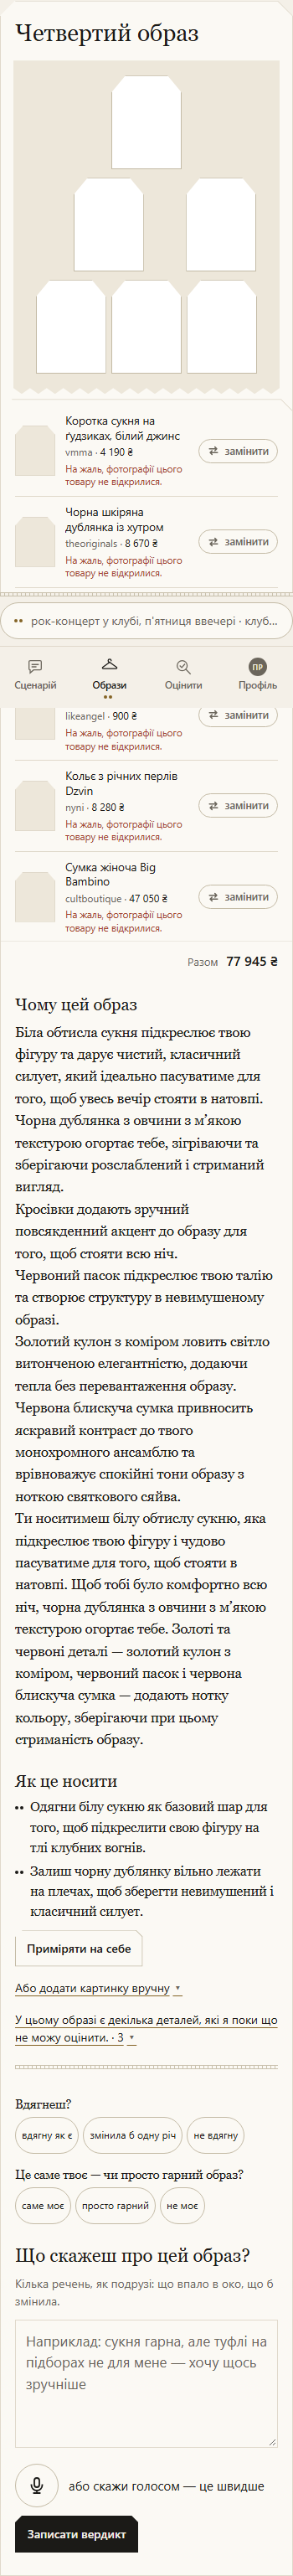 Четвертий образ
Коротка сукня на
ґудзиках, білий джинс
vmma · 4 190 ₴
На жаль, фотографії цього
товару не відкрилися.
замінити
Чорна шкіряна
дублянка із хутром
theoriginals · 8 670 ₴
На жаль, фотографії цього
товару не відкрилися.
замінити
рок-концерт у клубі, п'ятниця ввечері · клуб...
Сценарій
Образи
Оцінити
ПР
Профіль
likeangel · 900 ₴
На жаль, фотографії цього
товару не відкрилися.
замінити
Кольє з річних перлів
Dzvin
nyni · 8 280 ₴
На жаль, фотографії цього
товару не відкрилися.
замінити
Сумка жіноча Big
Bambino
cultboutique · 47 050 ₴
На жаль, фотографії цього
товару не відкрилися.
замінити
Разом 77 945 ₴
Чому цей образ
Біла обтисла сукня підкреслює твою
фігуру та дарує чистий, класичний
силует, який ідеально пасуватиме для
того, щоб увесь вечір стояти в натовпі.
Чорна дублянка з овчини з м’якою
текстурою огортає тебе, зігріваючи та
зберігаючи розслаблений і стриманий
вигляд.
Кросівки додають зручний
повсякденний акцент до образу для
того, щоб стояти всю ніч.
Червоний пасок підкреслює твою талію
та створює структуру в невимушеному
образі.
Золотий кулон з коміром ловить світло
витонченою елегантністю, додаючи
тепла без перевантаження образу.
Червона блискуча сумка привносить
яскравий контраст до твого
монохромного ансамблю та
врівноважує спокійні тони образу з
ноткою святкового сяйва.
Ти носитимеш білу обтислу сукню, яка
підкреслює твою фігуру і чудово
пасуватиме для того, щоб стояти в
натовпі. Щоб тобі було комфортно всю
ніч, чорна дублянка з овчини з м’якою
текстурою огортає тебе. Золоті та
червоні деталі — золотий кулон з
коміром, червоний пасок і червона
блискуча сумка — додають нотку
кольору, зберігаючи при цьому
стриманість образу.
Як це носити
Одягни білу сукню як базовий шар для
того, щоб підкреслити свою фігуру на
тлі клубних вогнів.
Залиш чорну дублянку вільно лежати
на плечах, щоб зберегти невимушений і
класичний силует.
Приміряти на себе
Або додати картинку вручну
У цьому образі є декілька деталей, які я поки що
не можу оцінити. · 3
Вдягнеш?
вдягну як є
змінила б одну річ
не вдягну
Це саме твоє — чи просто гарний образ?
саме моє
просто гарний
не моє
Що скажеш про цей образ?
Кілька речень, як подрузі: що впало в око, що б
змінила.
Наприклад: сукня гарна, але туфлі на
підборах не для мене — хочу щось
зручніше
або скажи голосом — це швидше
Записати вердикт